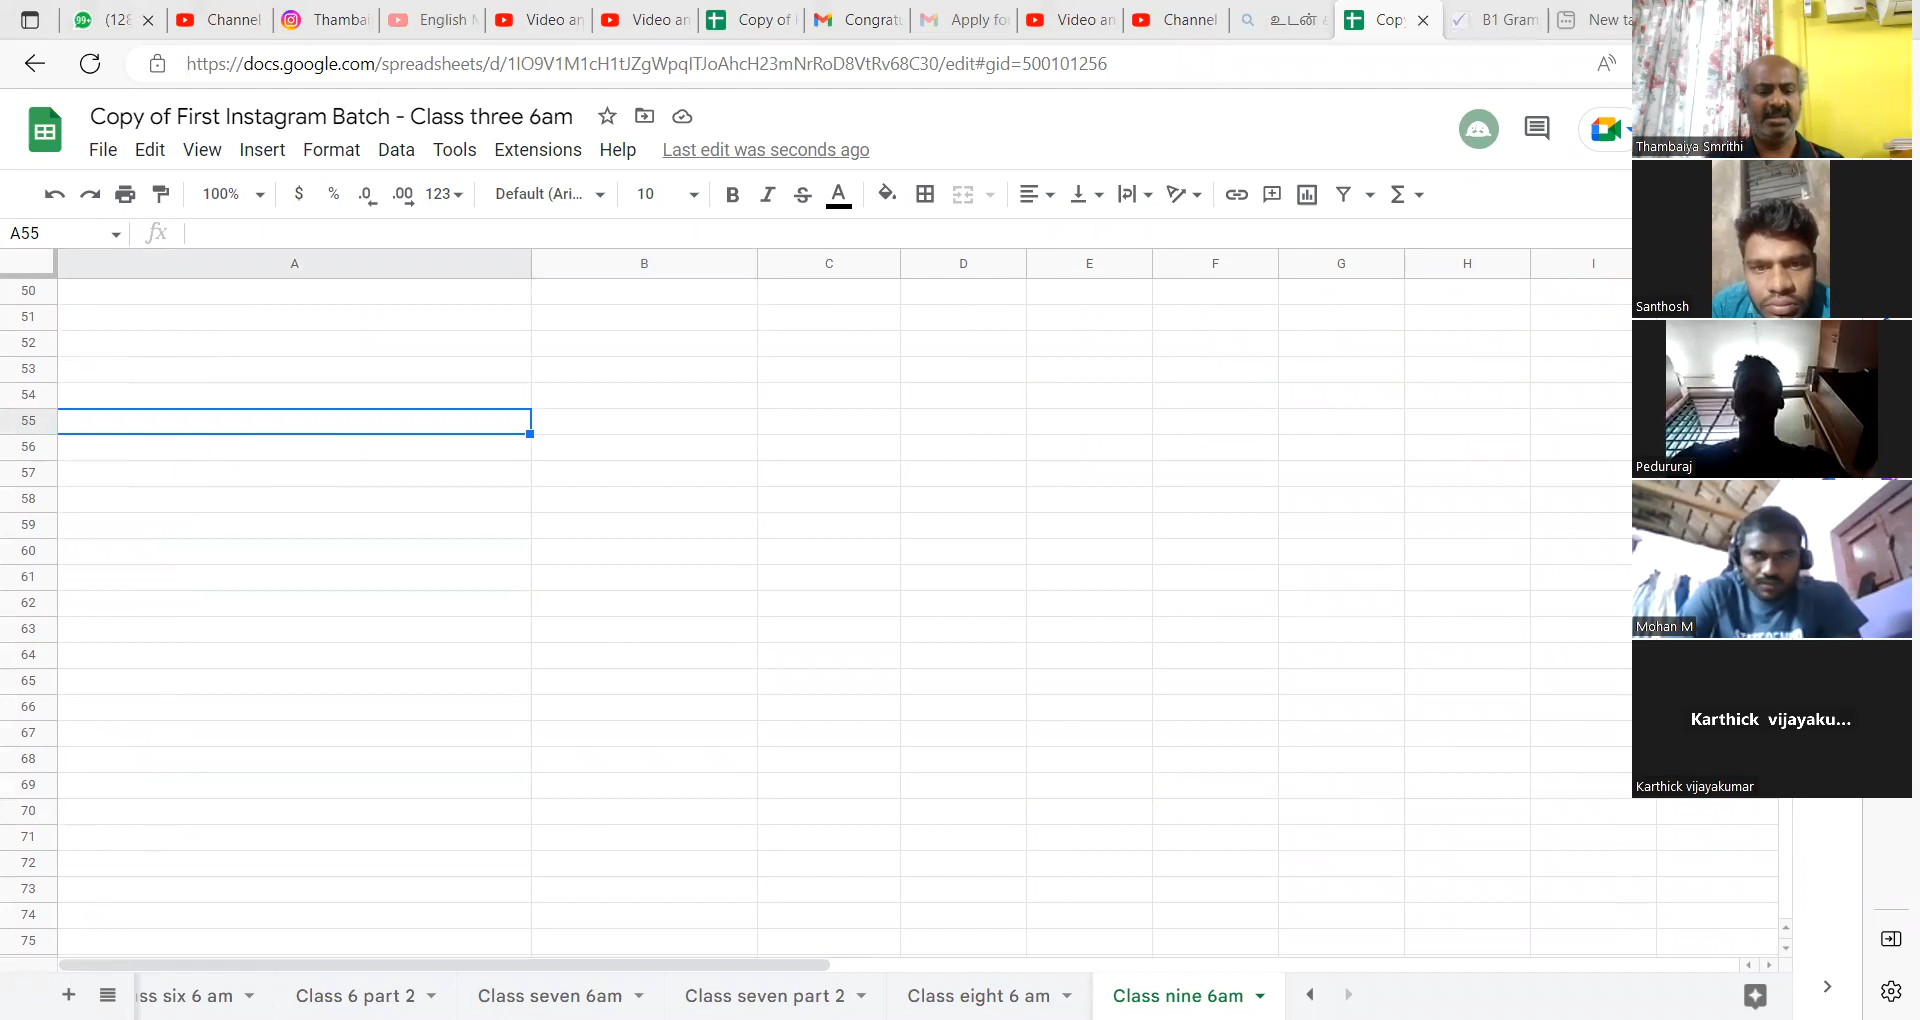 99+ (128
Channel
Thambai
English M
Video an
Video an
Copy of F
Congratu
Apply for
Video an
Channel
உடன்
Copy
B1 Gram
New ta
https://docs.google.com/spreadsheets/d/1IO9V1M1cH1tJZgWpqITJoAhcH23mNrRoD8VtRv68C30/edit#gid=500101256
Copy of First Instagram Batch - Class three 6am
File Edit View Insert Format Data Tools Extensions Help Last edit was seconds ago
100% $ % .0 .00 123 Default (Ari... 10 B I S A Σ
A55 fx
A B C D E F G H I
50
51
52
53
54
55
56
57
58
59
60
61
62
63
64
65
66
67
68
69
70
71
72
73
74
75
ss six 6 am Class 6 part 2 Class seven 6am Class seven part 2 Class eight 6 am Class nine 6am
Thambaiya Smrithi
Santhosh
Pedururaj
Mohan M
Karthick vijayaku...
Karthick vijayakumar